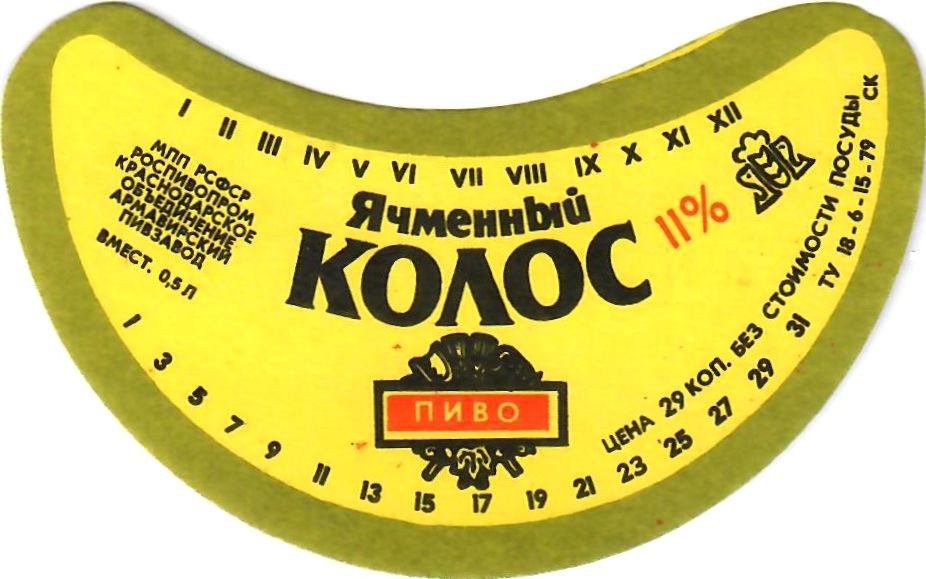 I II III IV V VI VII VIII IX X XI XII
МПП РСФСР
РОСПИВОПРОМ
КРАСНОДАРСКОЕ
ОБЪЕДИНЕНИЕ
АРМАВИРСКИЙ
ПИВЗАВОД
ВМЕСТ. 0,5 Л
Ячменный
КОЛОС
11%
ПИВО
ЦЕНА 29 КОП. БЕЗ СТОИМОСТИ ПОСУДЫ
ТУ 18-6-15-79 СК
1 3 5 7 9 11 13 15 17 19 21 23 25 27 29 31